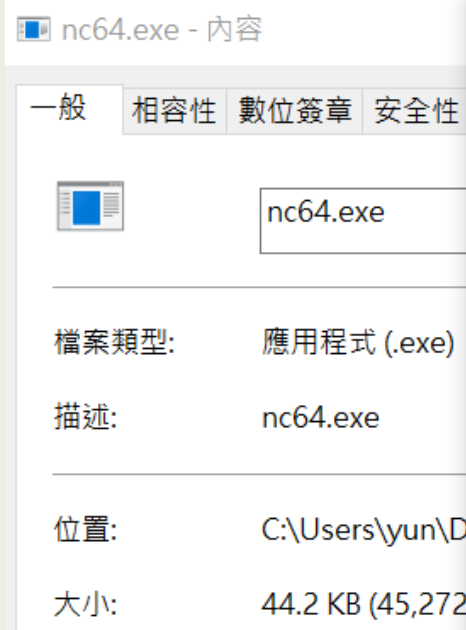 nc64.exe - 內容
一般 相容性 數位簽章 安全性
nc64.exe
檔案類型: 應用程式 (.exe)
描述: nc64.exe
位置: C:\Users\yun\D
大小: 44.2 KB (45,272